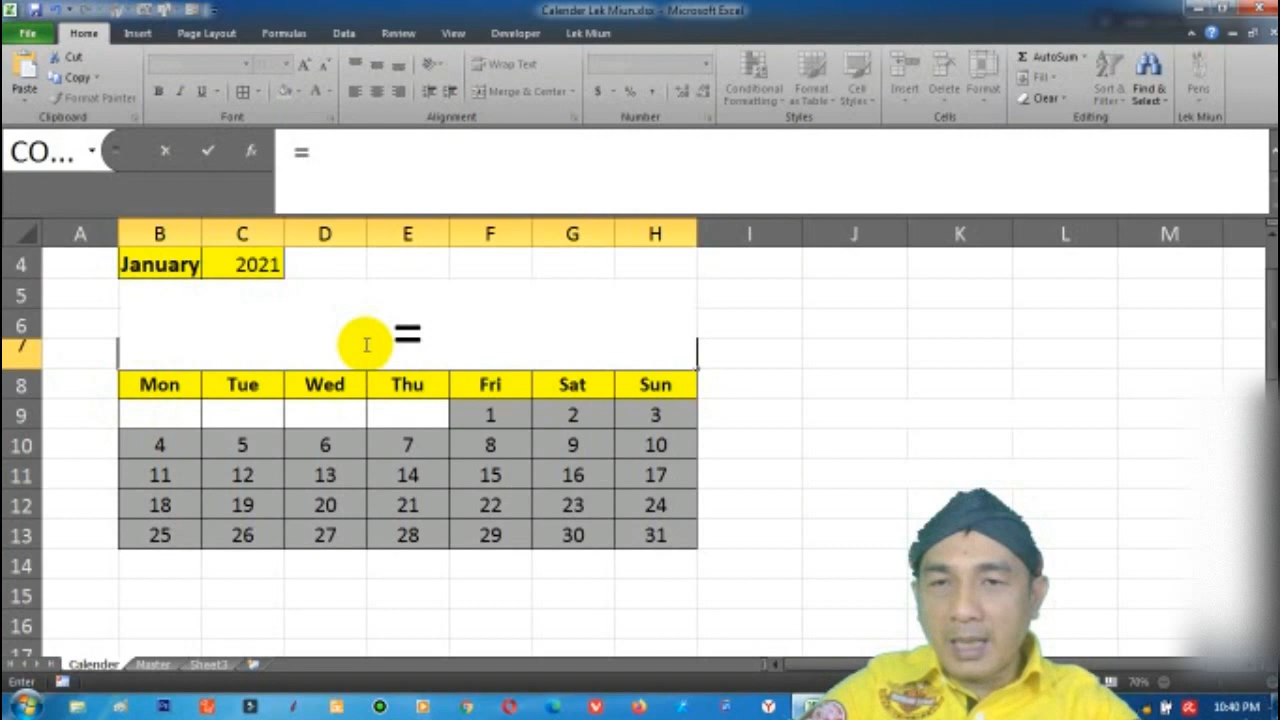 Calender Lek Miun.xlsx - Microsoft Excel
File Home Insert Page Layout Formulas Data Review View Developer Lek Miun
Cut Wrap Text Σ AutoSum
Copy Fill
Paste Format Painter B I U Merge & Center $ % , Conditional Formatting Format as Table Cell Styles Insert Delete Format Clear Sort & Filter Find & Select Pens
Clipboard Font Alignment Number Styles Cells Editing Lek Miun
CO... fx =
A B C D E F G H I J K L M
4 January 2021
5
6
=
7
8 Mon Tue Wed Thu Fri Sat Sun
9 1 2 3
10 4 5 6 7 8 9 10
11 11 12 13 14 15 16 17
12 18 19 20 21 22 23 24
13 25 26 27 28 29 30 31
14
15
16
17
Calender Master Sheet3
Enter 70%
10:40 PM